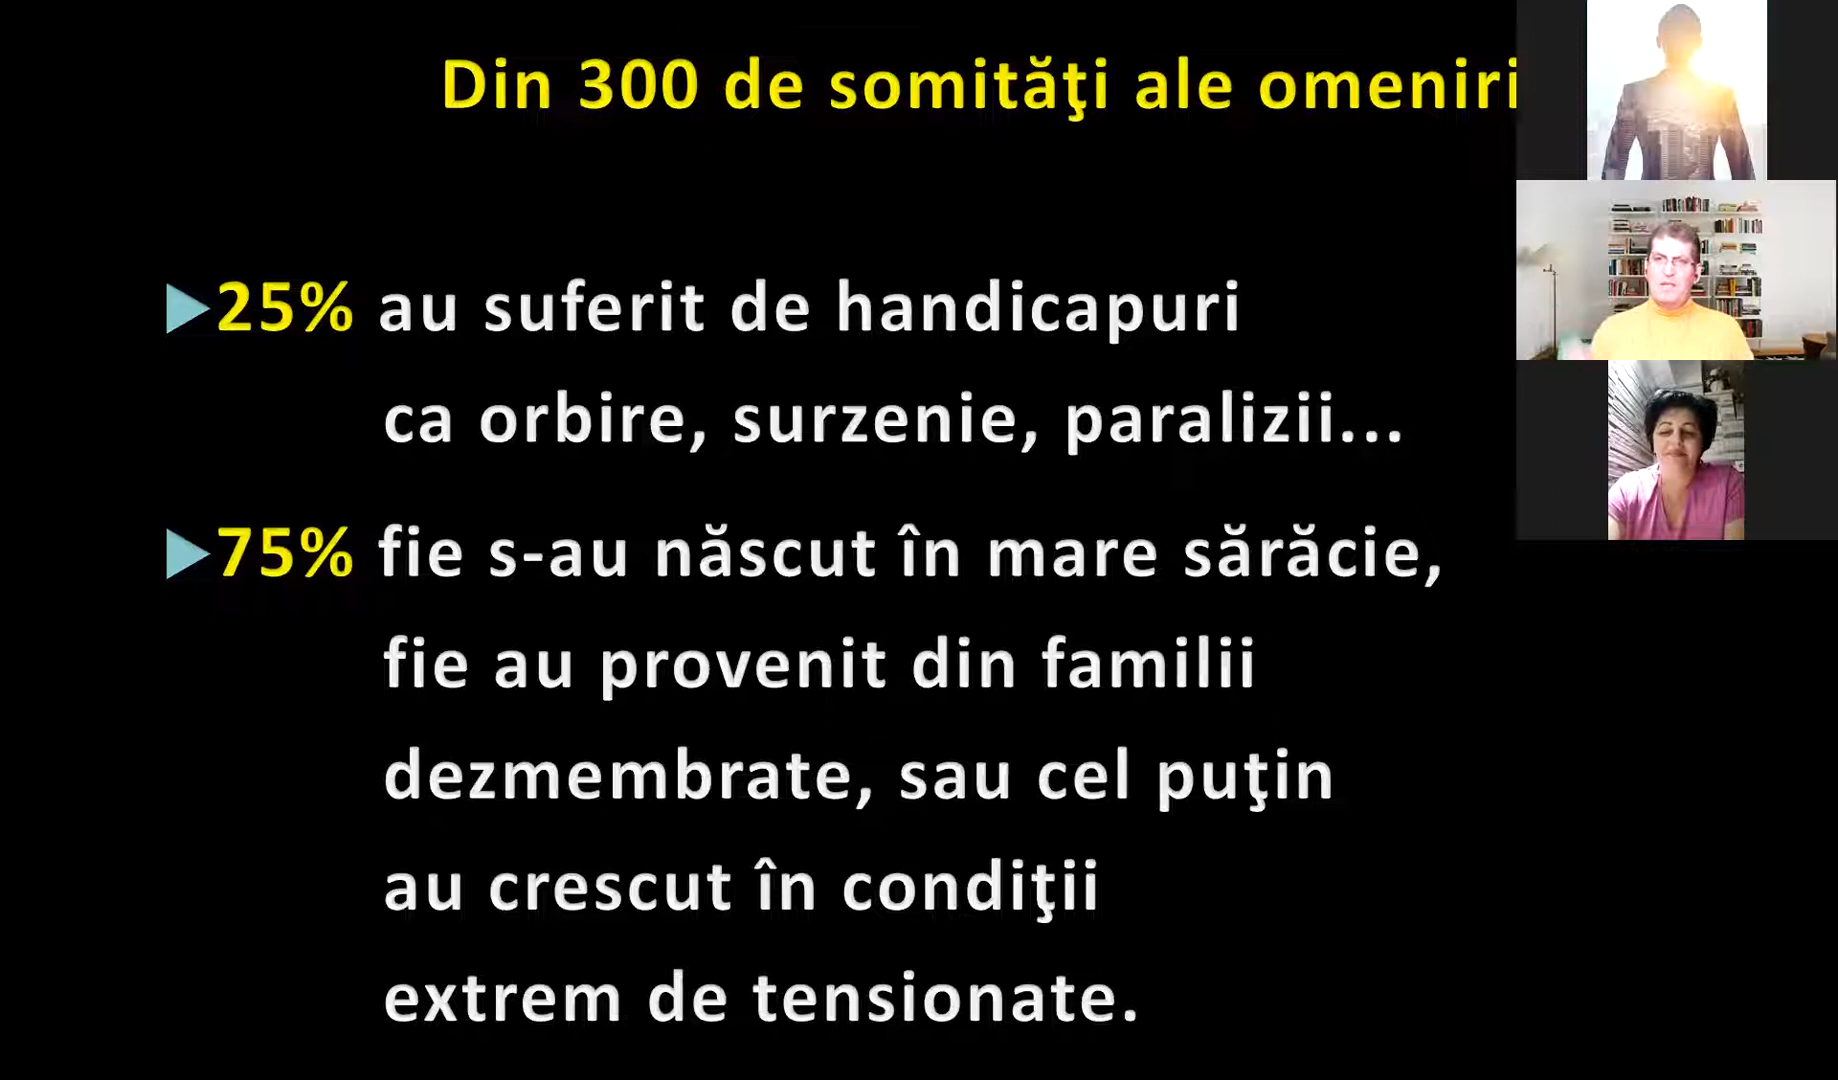 Din 300 de somităţi ale omeniri
25% au suferit de handicapuri
ca orbire, surzenie, paralizii...
75% fie s-au născut în mare sărăcie,
fie au provenit din familii
dezmembrate, sau cel puţin
au crescut în condiţii
extrem de tensionate.